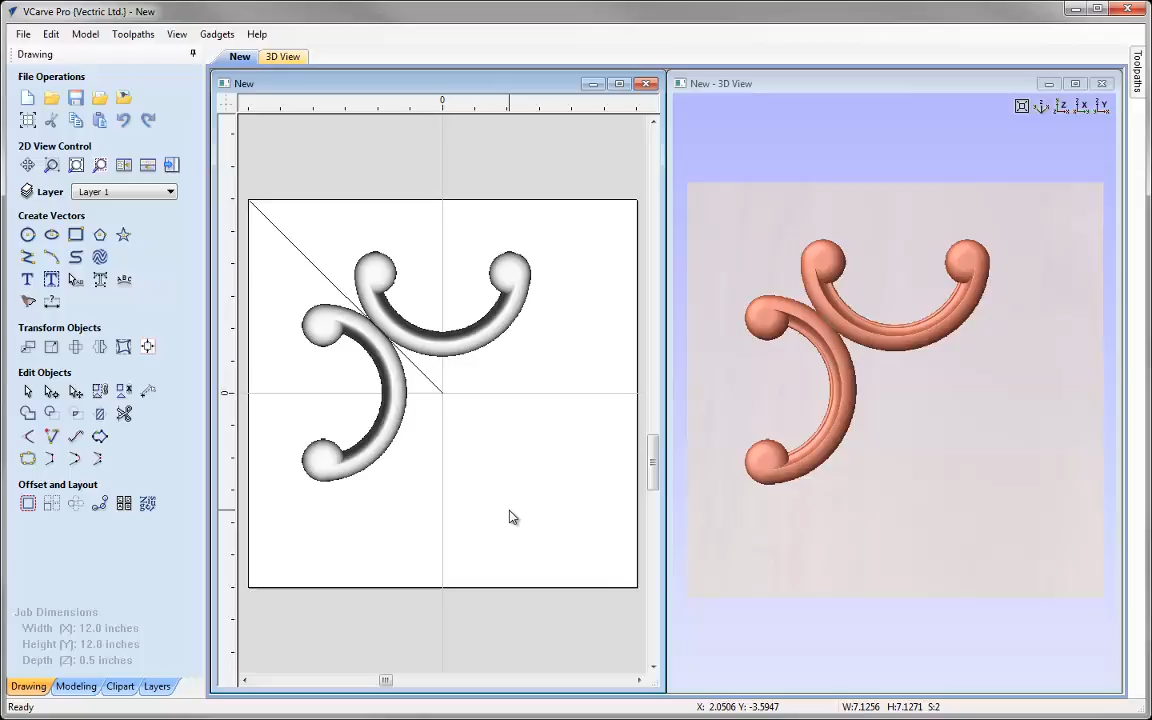 VCarve Pro {Vectric Ltd.} - New
File Edit Model Toolpaths View Gadgets Help
Drawing
New 3D View
Toolpaths
File Operations
New
New - 3D View
0
2D View Control
Layer Layer 1
Create Vectors
Transform Objects
Edit Objects
0
Offset and Layout
Job Dimensions
Width (X): 12.0 inches
Height (Y): 12.0 inches
Depth (Z): 0.5 inches
Drawing Modeling Clipart Layers
Ready X: 2.0506 Y: -3.5947 W:7.1256 H:7.1271 S:2